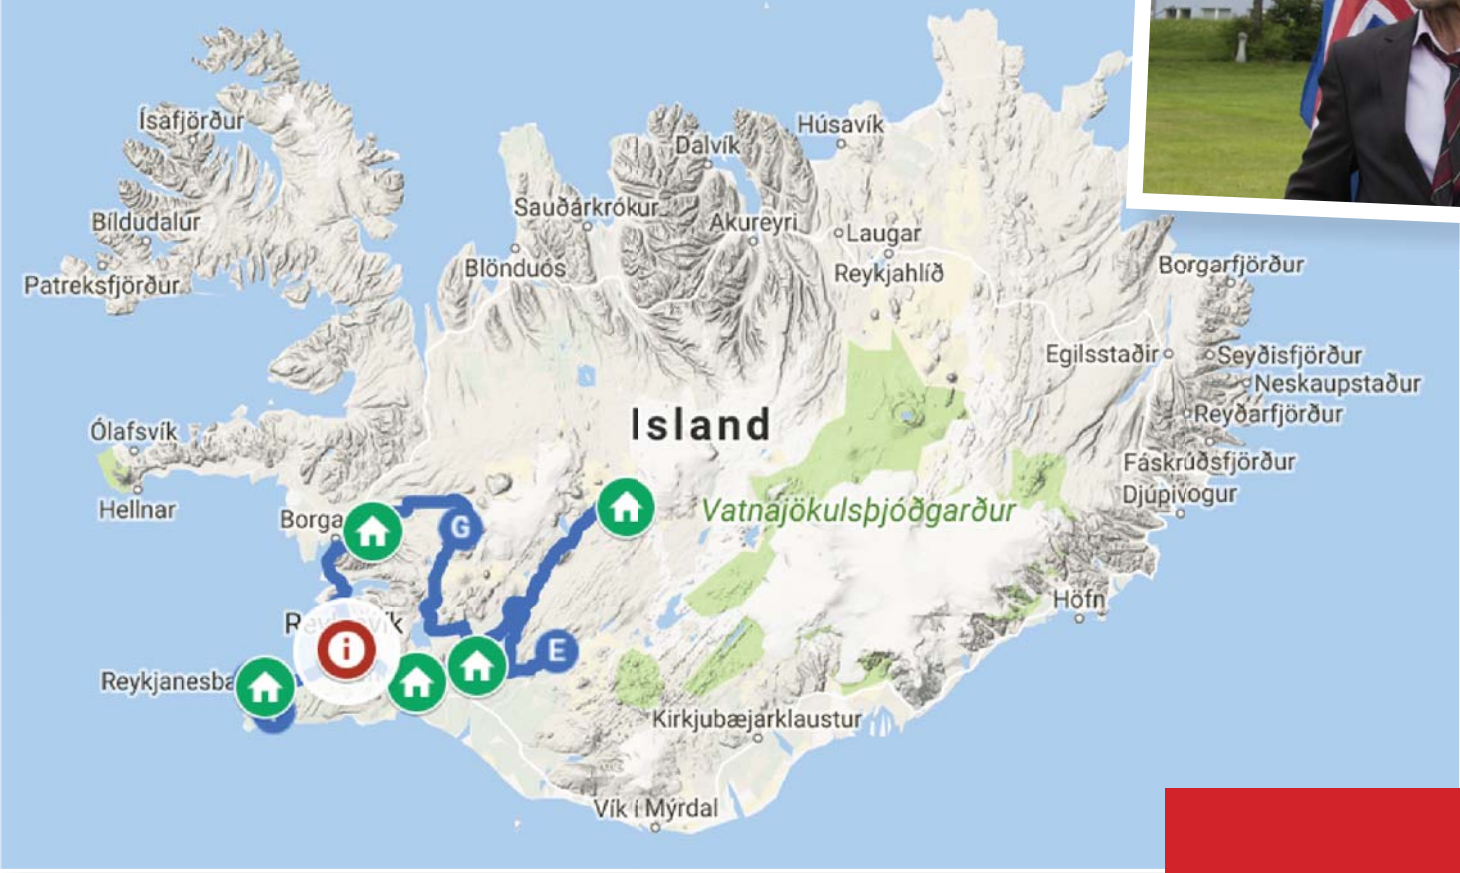 Ísafjörður
Húsavík
Dalvík
Bíldudalur
Sauðárkrókur
Akureyri
Laugar
Blönduós
Reykjahlíð
Borgarfjörður
Patreksfjörður
Egilsstaðir
Seyðisfjörður
Neskaupstaður
Reyðarfjörður
Ísland
Ólafsvík
Fáskrúðsfjörður
Djúpivogur
Hellnar
Vatnajökulsþjóðgarður
Borga
G
Höfn
i
E
Reykjanesba
Kirkjubæjarklaustur
Vík í Mýrdal